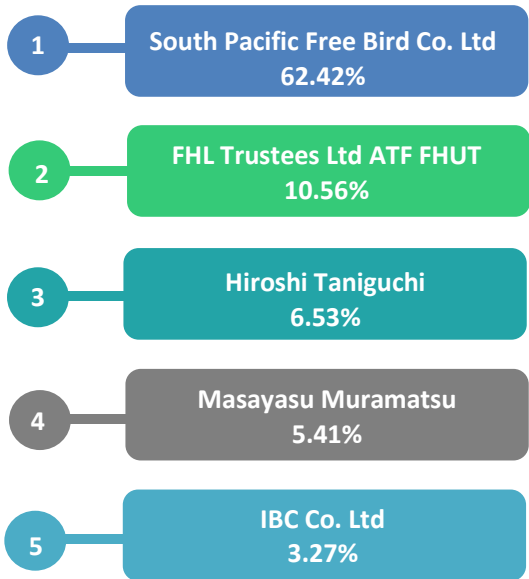 1
South Pacific Free Bird Co. Ltd
62.42%
2
FHL Trustees Ltd ATF FHUT
10.56%
3
Hiroshi Taniguchi
6.53%
4
Masayasu Muramatsu
5.41%
5
IBC Co. Ltd
3.27%